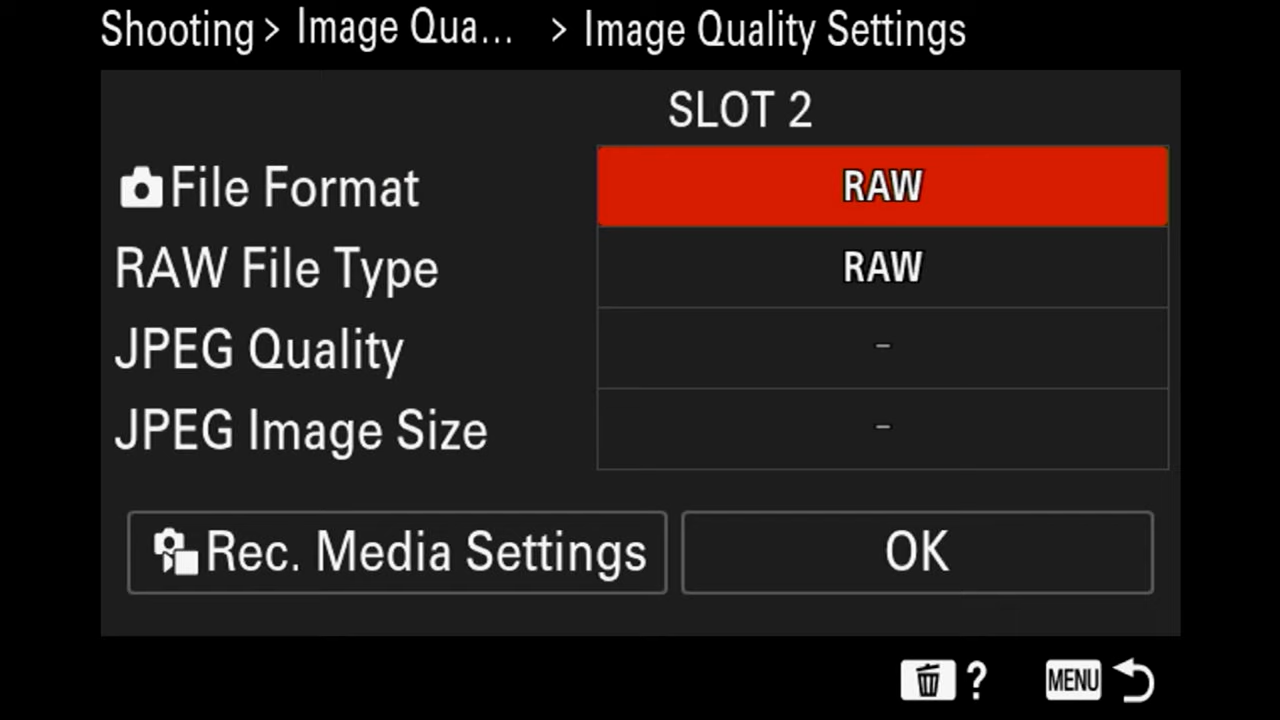 Shooting > Image Qua... > Image Quality Settings
SLOT 2
File Format RAW
RAW File Type RAW
JPEG Quality –
JPEG Image Size –
Rec. Media Settings OK
? MENU